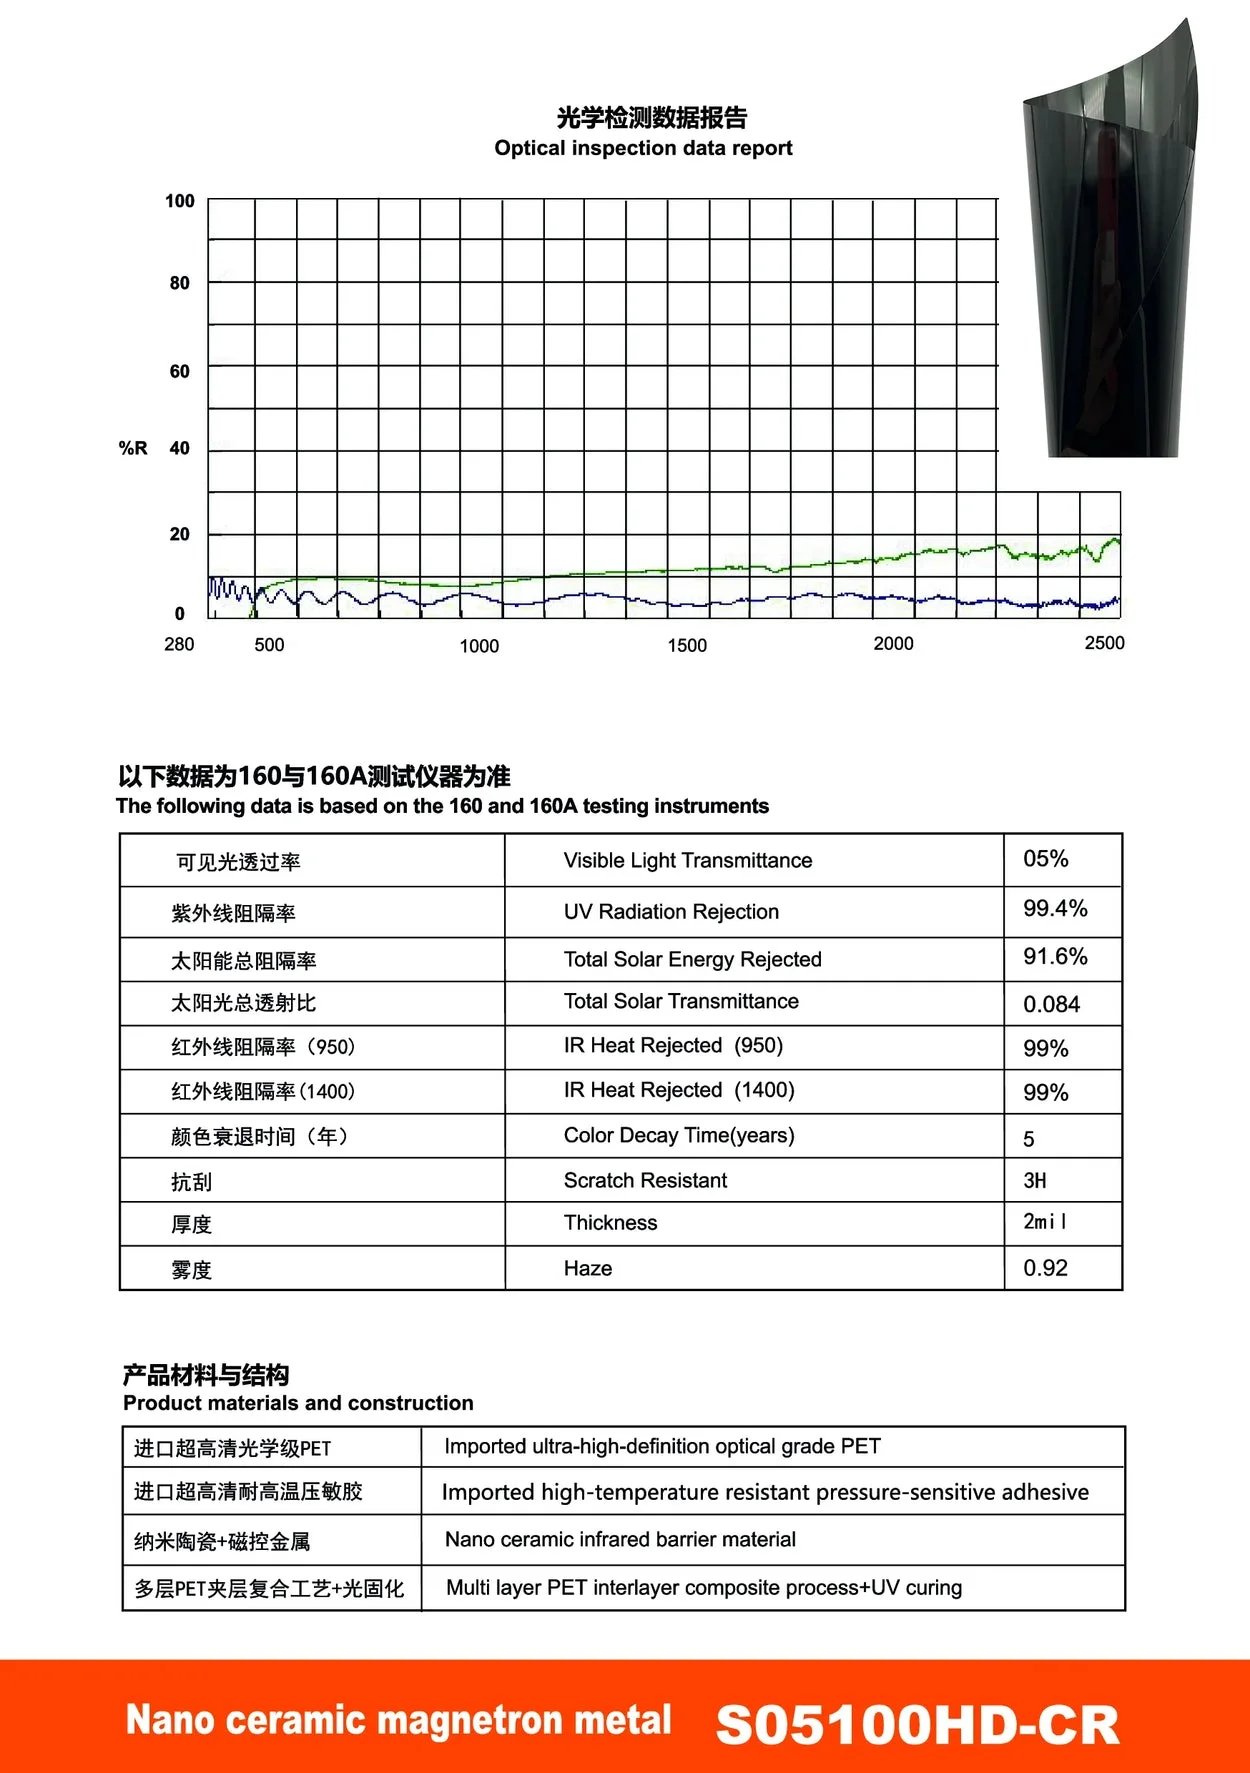 光学检测数据报告
Optical inspection data report
100
80
60
%R 40
20
0
280 500 1000 1500 2000 2500
以下数据为160与160A测试仪器为准
The following data is based on the 160 and 160A testing instruments
可见光透过率 Visible Light Transmittance 05%
紫外线阻隔率 UV Radiation Rejection 99.4%
太阳能总阻隔率 Total Solar Energy Rejected 91.6%
太阳光总透射比 Total Solar Transmittance 0.084
红外线阻隔率（950） IR Heat Rejected (950) 99%
红外线阻隔率(1400) IR Heat Rejected (1400) 99%
颜色衰退时间（年） Color Decay Time(years) 5
抗刮 Scratch Resistant 3H
厚度 Thickness 2mil
雾度 Haze 0.92
产品材料与结构
Product materials and construction
进口超高清光学级PET Imported ultra-high-definition optical grade PET
进口超高清耐高温压敏胶 Imported high-temperature resistant pressure-sensitive adhesive
纳米陶瓷+磁控金属 Nano ceramic infrared barrier material
多层PET夹层复合工艺+光固化 Multi layer PET interlayer composite process+UV curing
Nano ceramic magnetron metal S05100HD-CR